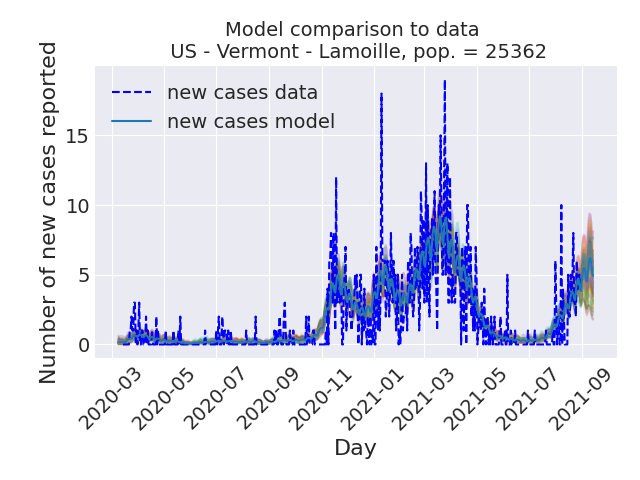 Model comparison to data
US - Vermont - Lamoille, pop. = 25362
new cases data
new cases model
Number of new cases reported
15
10
5
0
2020-03
2020-05
2020-07
2020-09
2020-11
2021-01
2021-03
2021-05
2021-07
2021-09
Day